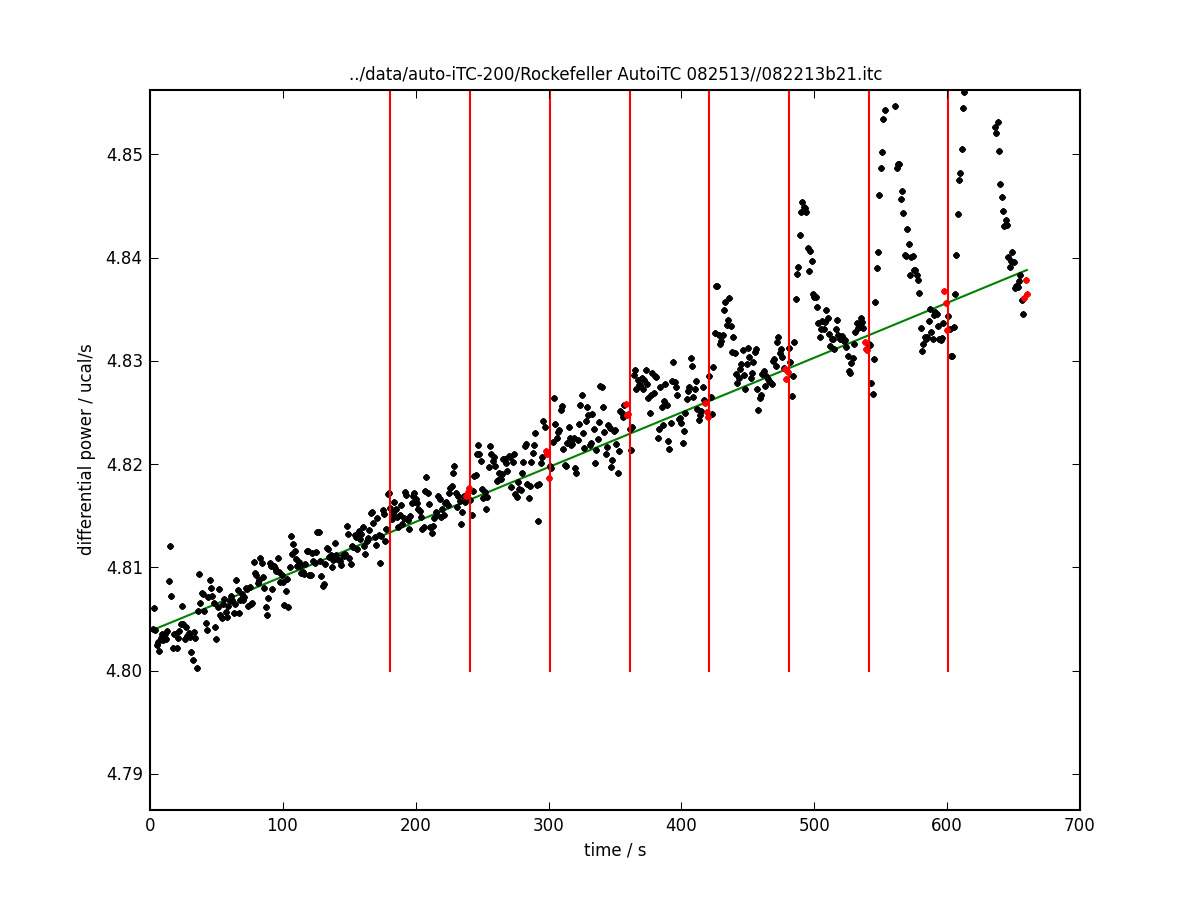 ../data/auto-iTC-200/Rockefeller AutoiTC 082513//082213b21.itc
differential power / ucal/s
4.85
4.84
4.83
4.82
4.81
4.80
4.79
0 100 200 300 400 500 600 700
time / s